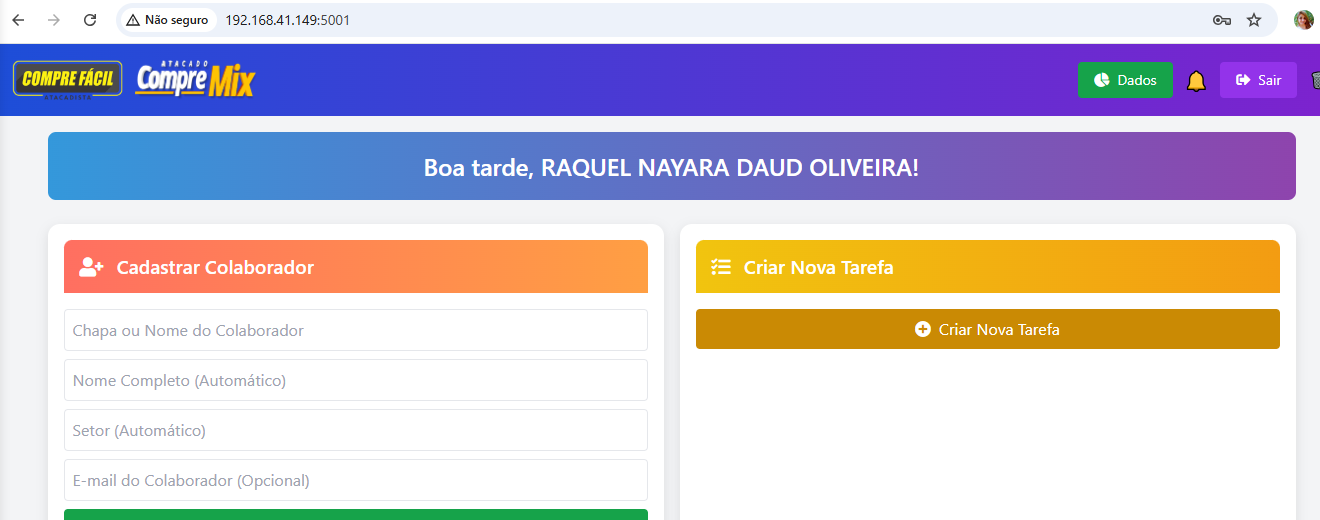 Não seguro 192.168.41.149:5001
COMPRE FÁCIL
ATACADISTA
ATACADO
Compre Mix
Dados
Sair
Boa tarde, RAQUEL NAYARA DAUD OLIVEIRA!
Cadastrar Colaborador
Chapa ou Nome do Colaborador
Nome Completo (Automático)
Setor (Automático)
E-mail do Colaborador (Opcional)
Criar Nova Tarefa
Criar Nova Tarefa